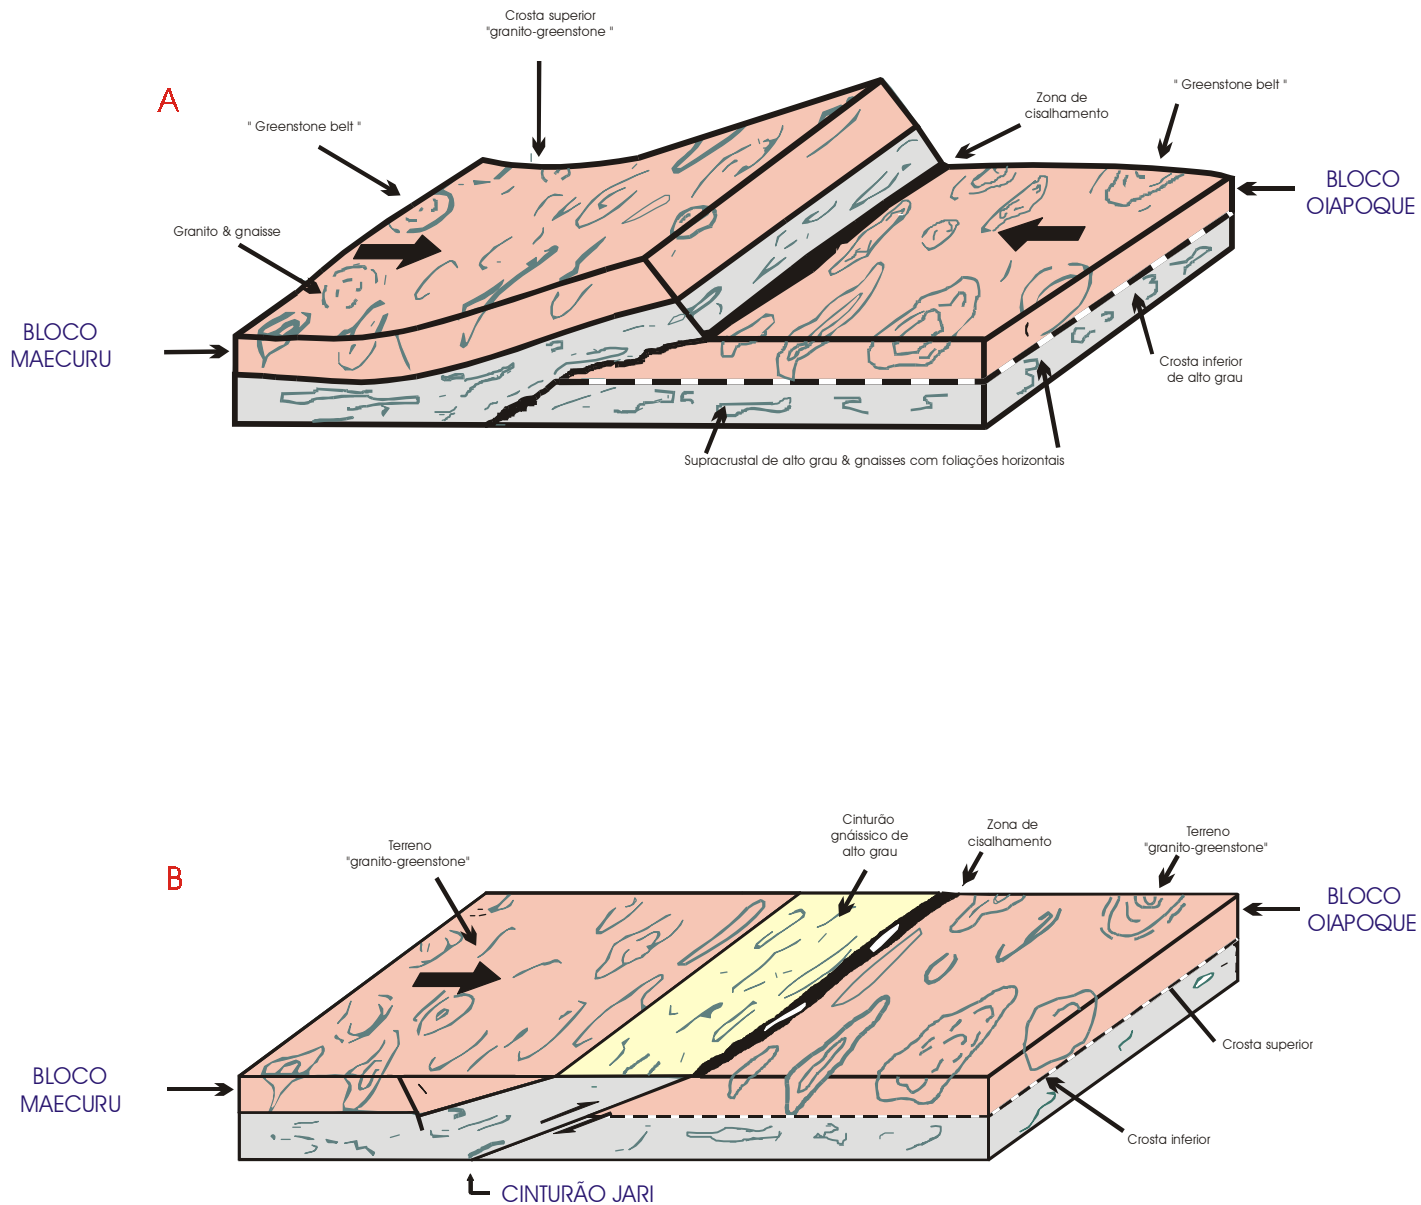 Crosta superior
"granito-greenstone "
A
" Greenstone belt "
Zona de
cisalhamento
" Greenstone belt "
BLOCO
OIAPOQUE
Granito & gnaisse
BLOCO
MAECURU
Crosta inferior
de alto grau
Supracrustal de alto grau & gnaisses com foliações horizontais
B
Terreno
"granito-greenstone"
Cinturão
gnáissico de
alto grau
Zona de
cisalhamento
Terreno
"granito-greenstone"
BLOCO
OIAPOQUE
Crosta superior
BLOCO
MAECURU
Crosta inferior
CINTURÃO JARI